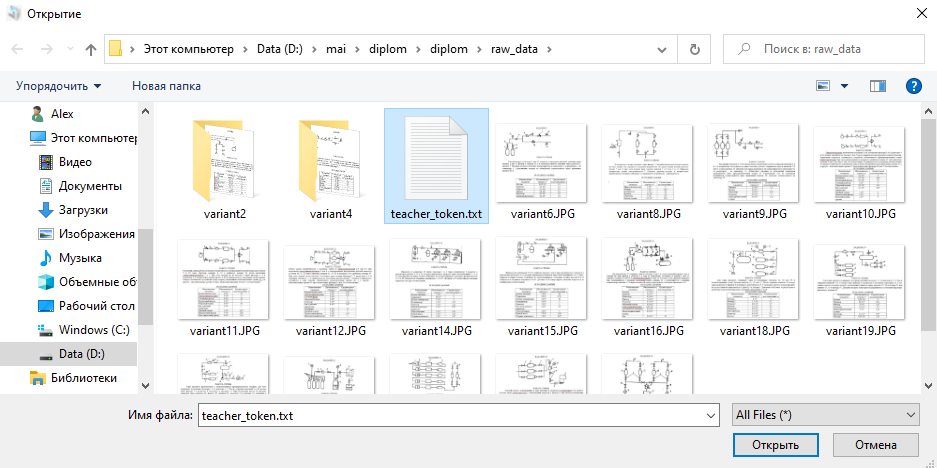 Открытие
Этот компьютер
Data (D:)
mai
diplom
diplom
raw_data
Поиск в: raw_data
Упорядочить
Новая папка
Alex
Этот компьютер
Видео
Документы
Загрузки
Изображения
Музыка
Объемные об
Рабочий стол
Windows (C:)
Data (D:)
Библиотеки
variant2
variant4
teacher_token.txt
variant6.JPG
variant8.JPG
variant9.JPG
variant10.JPG
variant11.JPG
variant12.JPG
variant14.JPG
variant15.JPG
variant16.JPG
variant18.JPG
variant19.JPG
Имя файла:
teacher_token.txt
All Files (*)
Открыть
Отмена